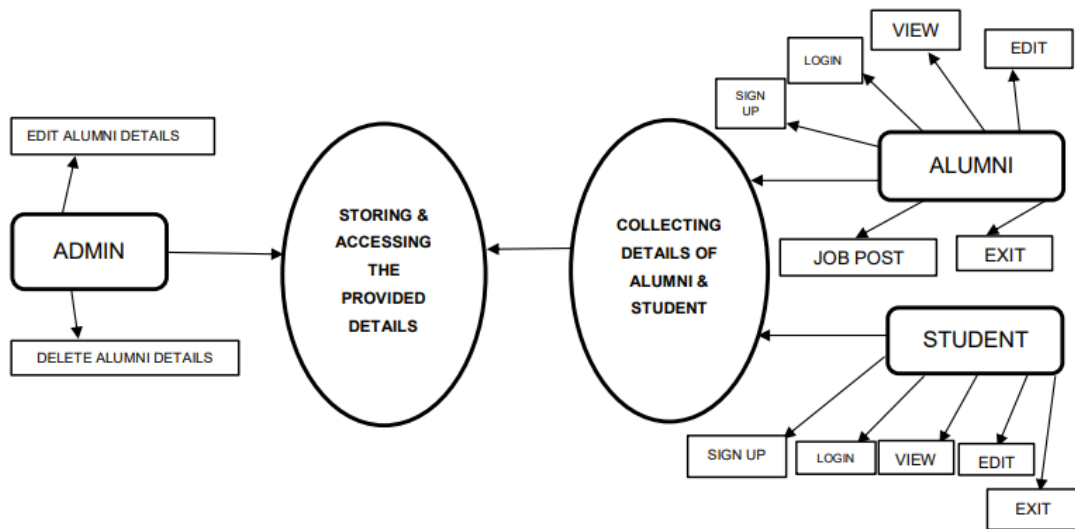 EDIT ALUMNI DETAILS
ADMIN
DELETE ALUMNI DETAILS
STORING &
ACCESSING
THE
PROVIDED
DETAILS
COLLECTING
DETAILS OF
ALUMNI &
STUDENT
SIGN
UP
LOGIN
VIEW
EDIT
ALUMNI
JOB POST
EXIT
STUDENT
SIGN UP
LOGIN
VIEW
EDIT
EXIT